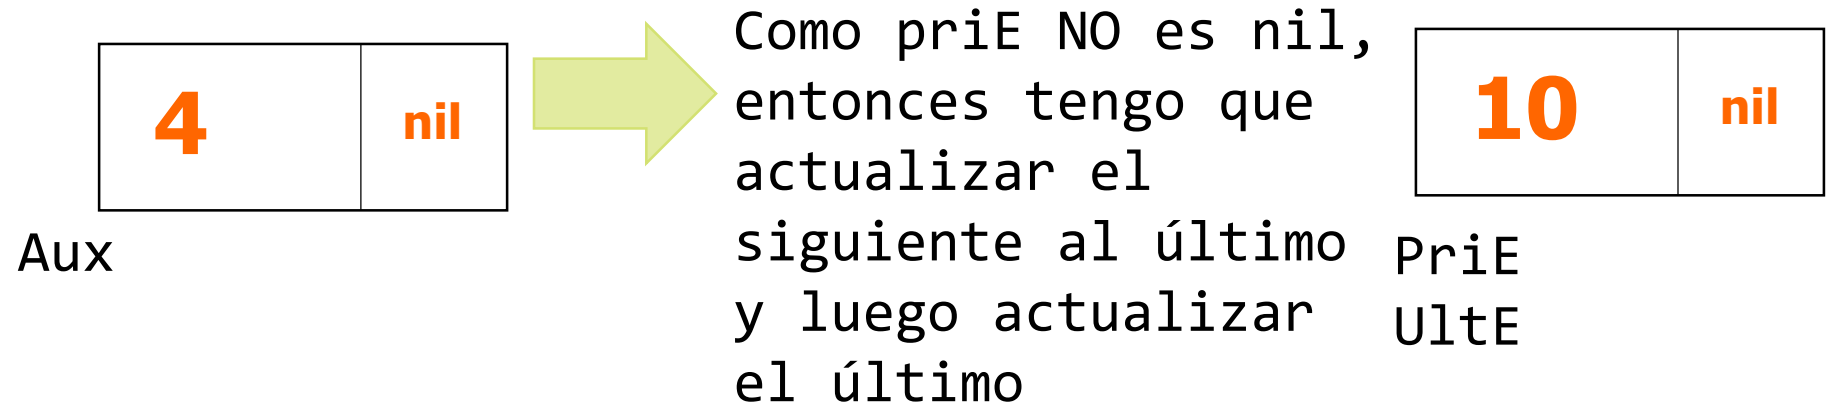 4 nil
Aux
Como priE NO es nil,
entonces tengo que
actualizar el
siguiente al último
y luego actualizar
el último
10 nil
PriE
UltE